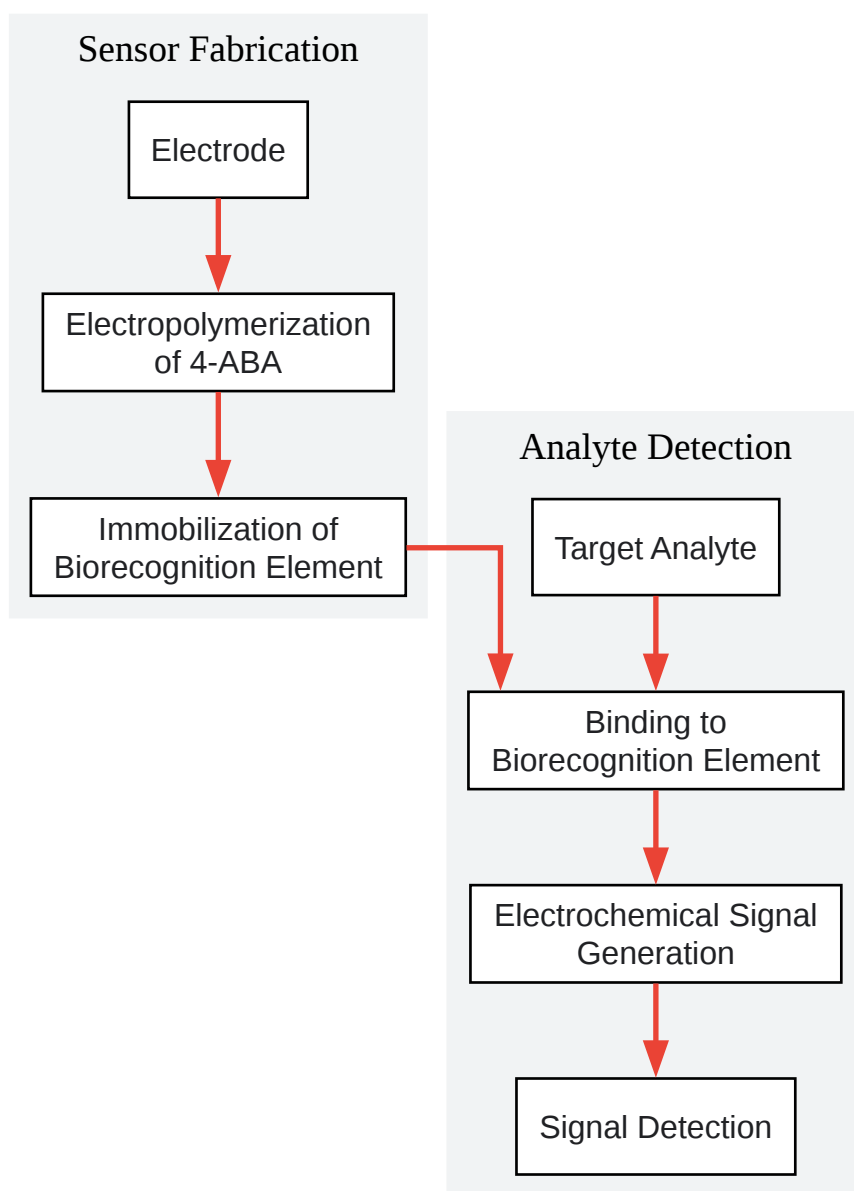 Sensor Fabrication
Electrode
Electropolymerization
of 4-ABA
Immobilization of
Biorecognition Element
Analyte Detection
Target Analyte
Binding to
Biorecognition Element
Electrochemical Signal
Generation
Signal Detection